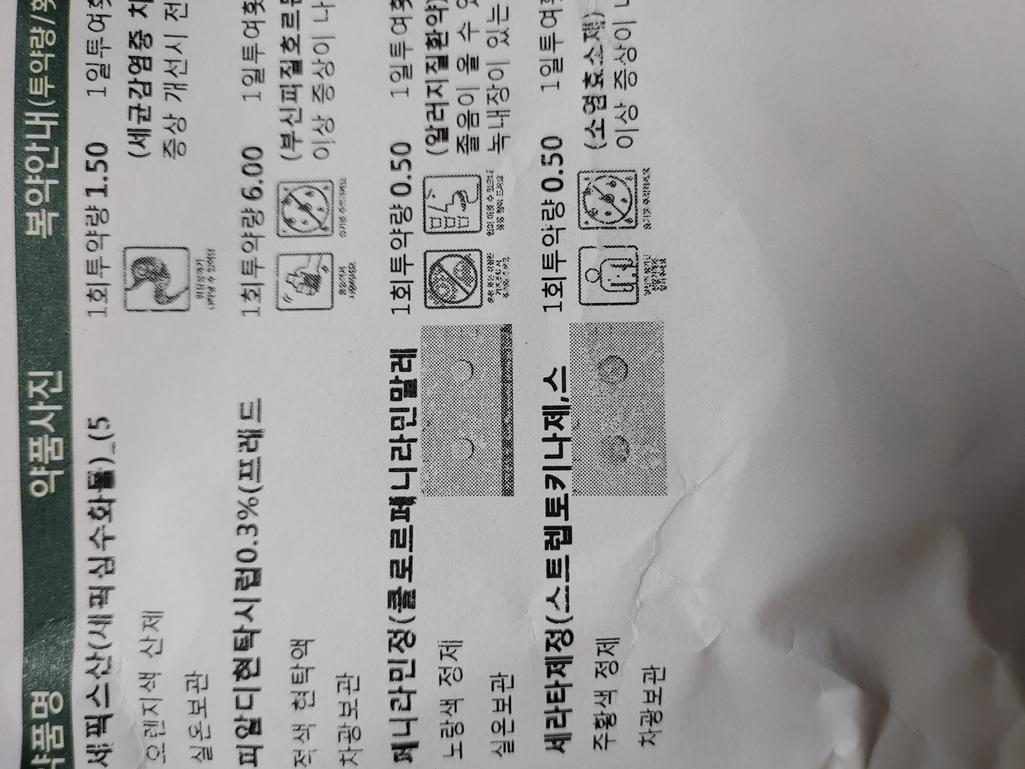 약품명 약품사진 복약안내(투약량/횟
세픽스산(세픽심수화물)_(5 1회투약량 1.50 1일투여횟
오렌지색 산제 (세균감염증 치
실온보관 증상 개선시 전
피알디현탁시럽0.3%(프레드 1회투약량 6.00 1일투여횟
적색 현탁액 (부신피질호르몬
차광보관 이상 증상이 나
페니라민정(클로르페니라민말레 1회투약량 0.50 1일투여횟
노랑색 정제 (알러지질환약)
실온보관 졸음이 올 수 있
녹내장이 있는
세라타제정(스트렙토키나제,스 1회투약량 0.50 1일투여
주황색 정제 (소염효소제)
차광보관 이상 증상이 나